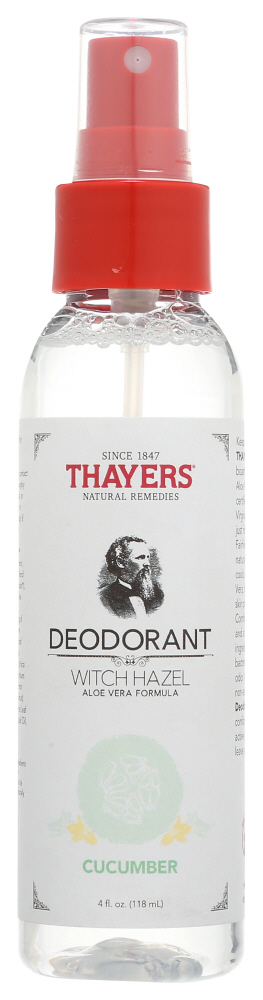 SINCE 1847
THAYERS®
NATURAL REMEDIES
DEODORANT
WITCH HAZEL
ALOE VERA FORMULA
CUCUMBER
4 fl. oz. (118 mL)